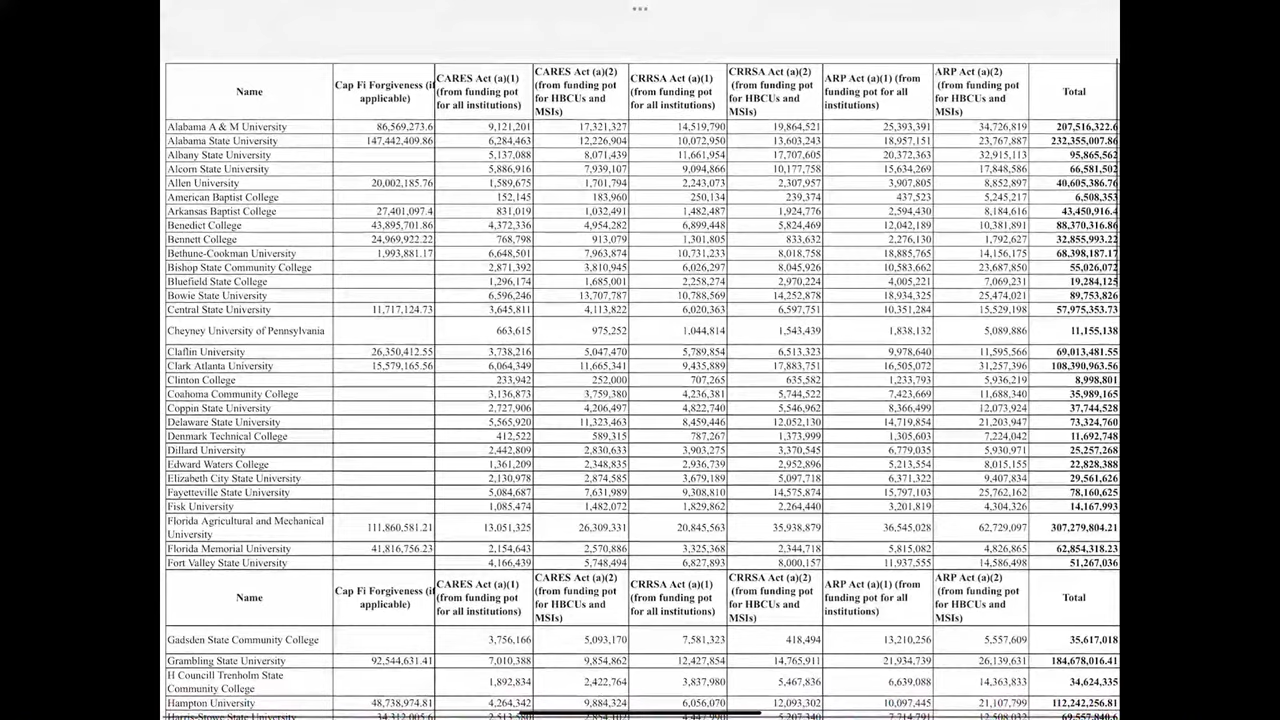 Name Cap Fi Forgiveness (if applicable) CARES Act (a)(1) (from funding pot for all institutions) CARES Act (a)(2) (from funding pot for HBCUs and MSIs) CRRSA Act (a)(1) (from funding pot for all institutions) CRRSA Act (a)(2) (from funding pot for HBCUs and MSIs) ARP Act (a)(1) (from funding pot for all institutions) ARP Act (a)(2) (from funding pot for HBCUs and MSIs) Total
Alabama A & M University 86,569,273.6 9,121,201 17,321,327 14,519,790 19,864,521 25,393,391 34,726,819 207,516,322.6
Alabama State University 147,442,409.86 6,284,463 12,226,904 10,072,950 13,603,243 18,957,151 23,767,887 232,355,007.86
Albany State University 5,137,088 8,071,439 11,661,954 17,707,605 20,372,363 32,915,113 95,865,562
Alcorn State University 5,886,916 7,939,107 9,094,866 10,177,758 15,634,269 17,848,586 66,581,502
Allen University 20,002,185.76 1,589,675 1,701,794 2,243,073 2,307,957 3,907,805 8,852,897 40,605,386.76
American Baptist College 152,145 183,960 250,134 239,374 437,523 5,245,217 6,508,353
Arkansas Baptist College 27,401,097.4 831,019 1,032,491 1,482,487 1,924,776 2,594,430 8,184,616 43,450,916.4
Benedict College 43,895,701.86 4,372,336 4,954,282 6,899,448 5,824,469 12,042,189 10,381,891 88,370,316.86
Bennett College 24,969,922.22 768,798 913,079 1,301,805 833,632 2,276,130 1,792,627 32,855,993.22
Bethune-Cookman University 1,993,881.17 6,648,501 7,963,874 10,731,233 8,018,758 18,885,765 14,156,175 68,398,187.17
Bishop State Community College 2,871,392 3,810,945 6,026,297 8,045,926 10,583,662 23,687,850 55,026,072
Bluefield State College 1,296,174 1,685,001 2,258,274 2,970,224 4,005,221 7,069,231 19,284,125
Bowie State University 6,596,246 13,707,787 10,788,569 14,252,878 18,934,325 25,474,021 89,753,826
Central State University 11,717,124.73 3,645,811 4,113,822 6,020,363 6,597,751 10,351,284 15,529,198 57,975,353.73
Cheyney University of Pennsylvania 663,615 975,252 1,044,814 1,543,439 1,838,132 5,089,886 11,155,138
Claflin University 26,350,412.55 3,738,216 5,047,470 5,789,854 6,513,323 9,978,640 11,595,566 69,013,481.55
Clark Atlanta University 15,579,165.56 6,064,349 11,665,341 9,435,889 17,883,751 16,505,072 31,257,396 108,390,963.56
Clinton College 233,942 252,000 707,265 635,582 1,233,793 5,936,219 8,998,801
Coahoma Community College 3,136,873 3,759,380 4,236,381 5,744,522 7,423,669 11,688,340 35,989,165
Coppin State University 2,727,906 4,206,497 4,822,740 5,546,962 8,366,499 12,073,924 37,744,528
Delaware State University 5,565,920 11,323,463 8,459,446 12,052,130 14,719,854 21,203,947 73,324,760
Denmark Technical College 412,522 589,315 787,267 1,373,999 1,305,603 7,224,042 11,692,748
Dillard University 2,442,809 2,830,633 3,903,275 3,370,545 6,779,035 5,930,971 25,257,268
Edward Waters College 1,361,209 2,348,835 2,936,739 2,952,896 5,213,554 8,015,155 22,828,388
Elizabeth City State University 2,130,978 2,874,585 3,679,189 5,097,718 6,371,322 9,407,834 29,561,626
Fayetteville State University 5,084,687 7,631,989 9,308,810 14,575,874 15,797,103 25,762,162 78,160,625
Fisk University 1,085,474 1,482,072 1,829,862 2,264,440 3,201,819 4,304,326 14,167,993
Florida Agricultural and Mechanical University 111,860,581.21 13,051,325 26,309,331 20,845,563 35,938,879 36,545,028 62,729,097 307,279,804.21
Florida Memorial University 41,816,756.23 2,154,643 2,570,886 3,325,368 2,344,718 5,815,082 4,826,865 62,854,318.23
Fort Valley State University 4,166,439 5,748,494 6,827,893 8,000,157 11,937,555 14,586,498 51,267,036
Name Cap Fi Forgiveness (if applicable) CARES Act (a)(1) (from funding pot for all institutions) CARES Act (a)(2) (from funding pot for HBCUs and MSIs) CRRSA Act (a)(1) (from funding pot for all institutions) CRRSA Act (a)(2) (from funding pot for HBCUs and MSIs) ARP Act (a)(1) (from funding pot for all institutions) ARP Act (a)(2) (from funding pot for HBCUs and MSIs) Total
Gadsden State Community College 3,756,166 5,093,170 7,581,323 418,494 13,210,256 5,557,609 35,617,018
Grambling State University 92,544,631.41 7,010,388 9,854,862 12,427,854 14,765,911 21,934,739 26,139,631 184,678,016.41
H Councill Trenholm State Community College 1,892,834 2,422,764 3,837,980 5,467,836 6,639,088 14,363,833 34,624,335
Hampton University 48,738,974.81 4,264,342 9,884,324 6,056,070 12,093,302 10,097,445 21,107,799 112,242,256.81
Harris-Stowe State University